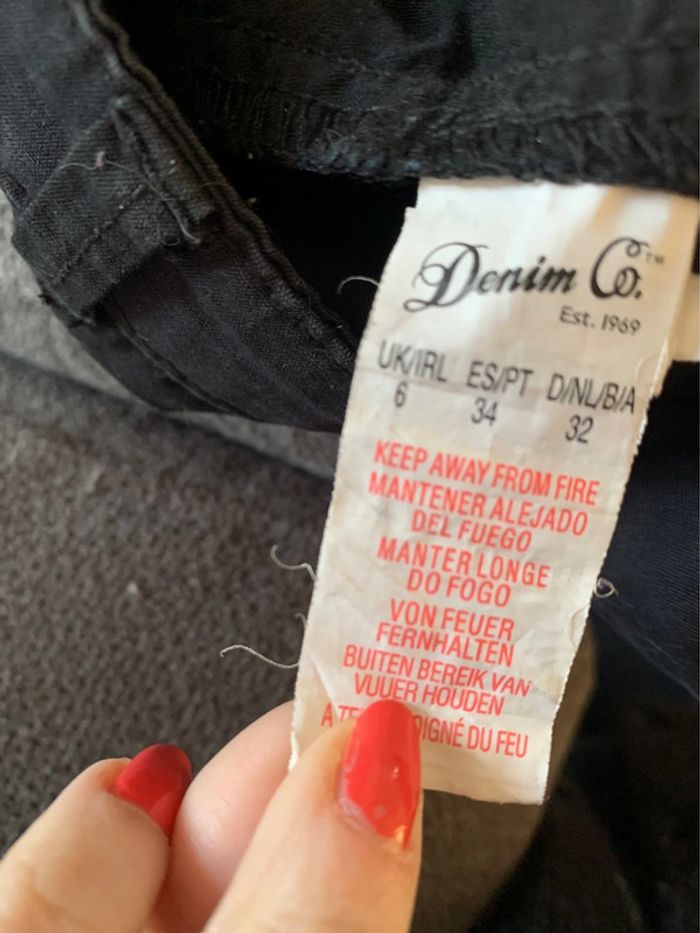 Denim Co.™
Est. 1969
UK/IRL ES/PT D/NL/B/A
6 34 32
KEEP AWAY FROM FIRE
MANTENER ALEJADO
DEL FUEGO
MANTER LONGE
DO FOGO
VON FEUER
FERNHALTEN
BUITEN BEREIK VAN
VUUER HOUDEN
DU FEU